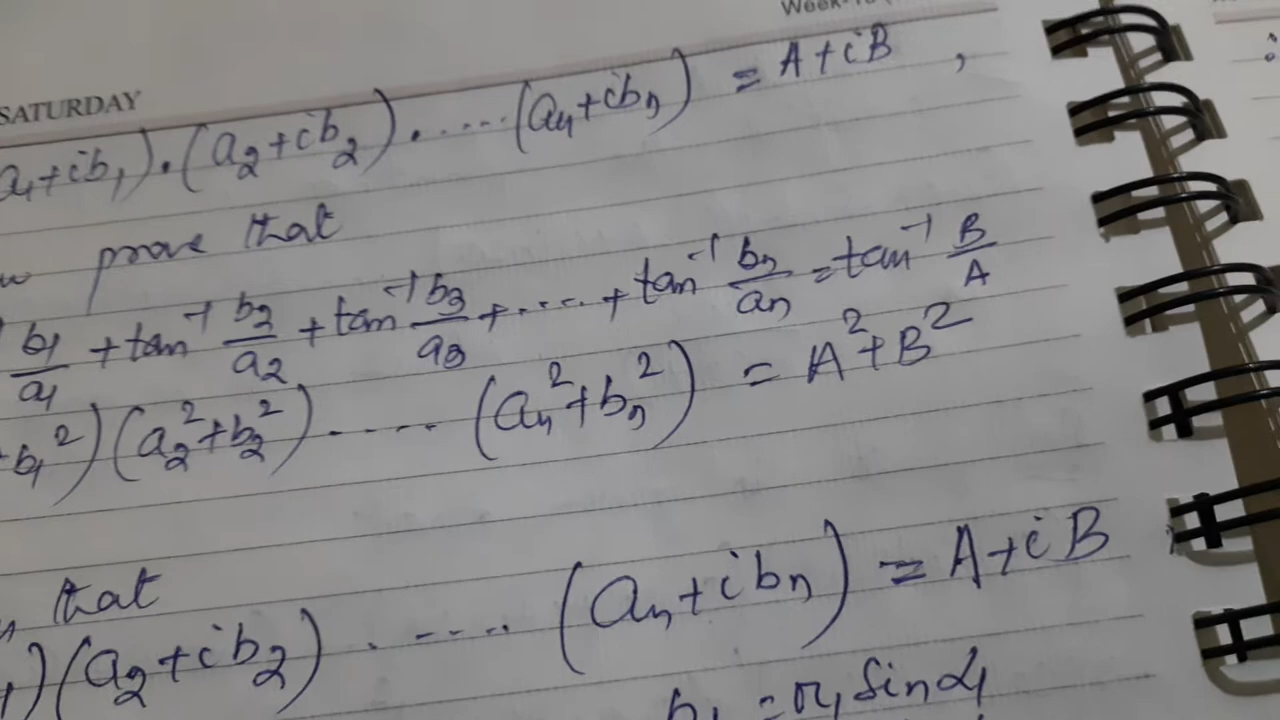 SATURDAY
a₁+ib₁).(a₂+ib₂).....(aₙ+ibₙ) = A+iB ,
prove that
b₁/a₁ + tan⁻¹ b₂/a₂ + tan⁻¹ b₃/a₃ + .... + tan⁻¹ bₙ/aₙ = tan⁻¹ B/A
b₁²)(a₂²+b₂²) ..... (aₙ²+bₙ²) = A²+B²
that
)(a₂+ib₂) ..... (aₙ+ibₙ) = A+iB
b₁ = r₁ sinα₁